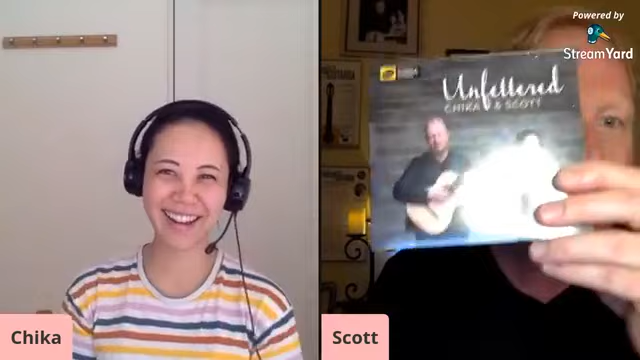 Powered by
StreamYard
Unfettered
CHIKA & SCOTT
Chika
Scott